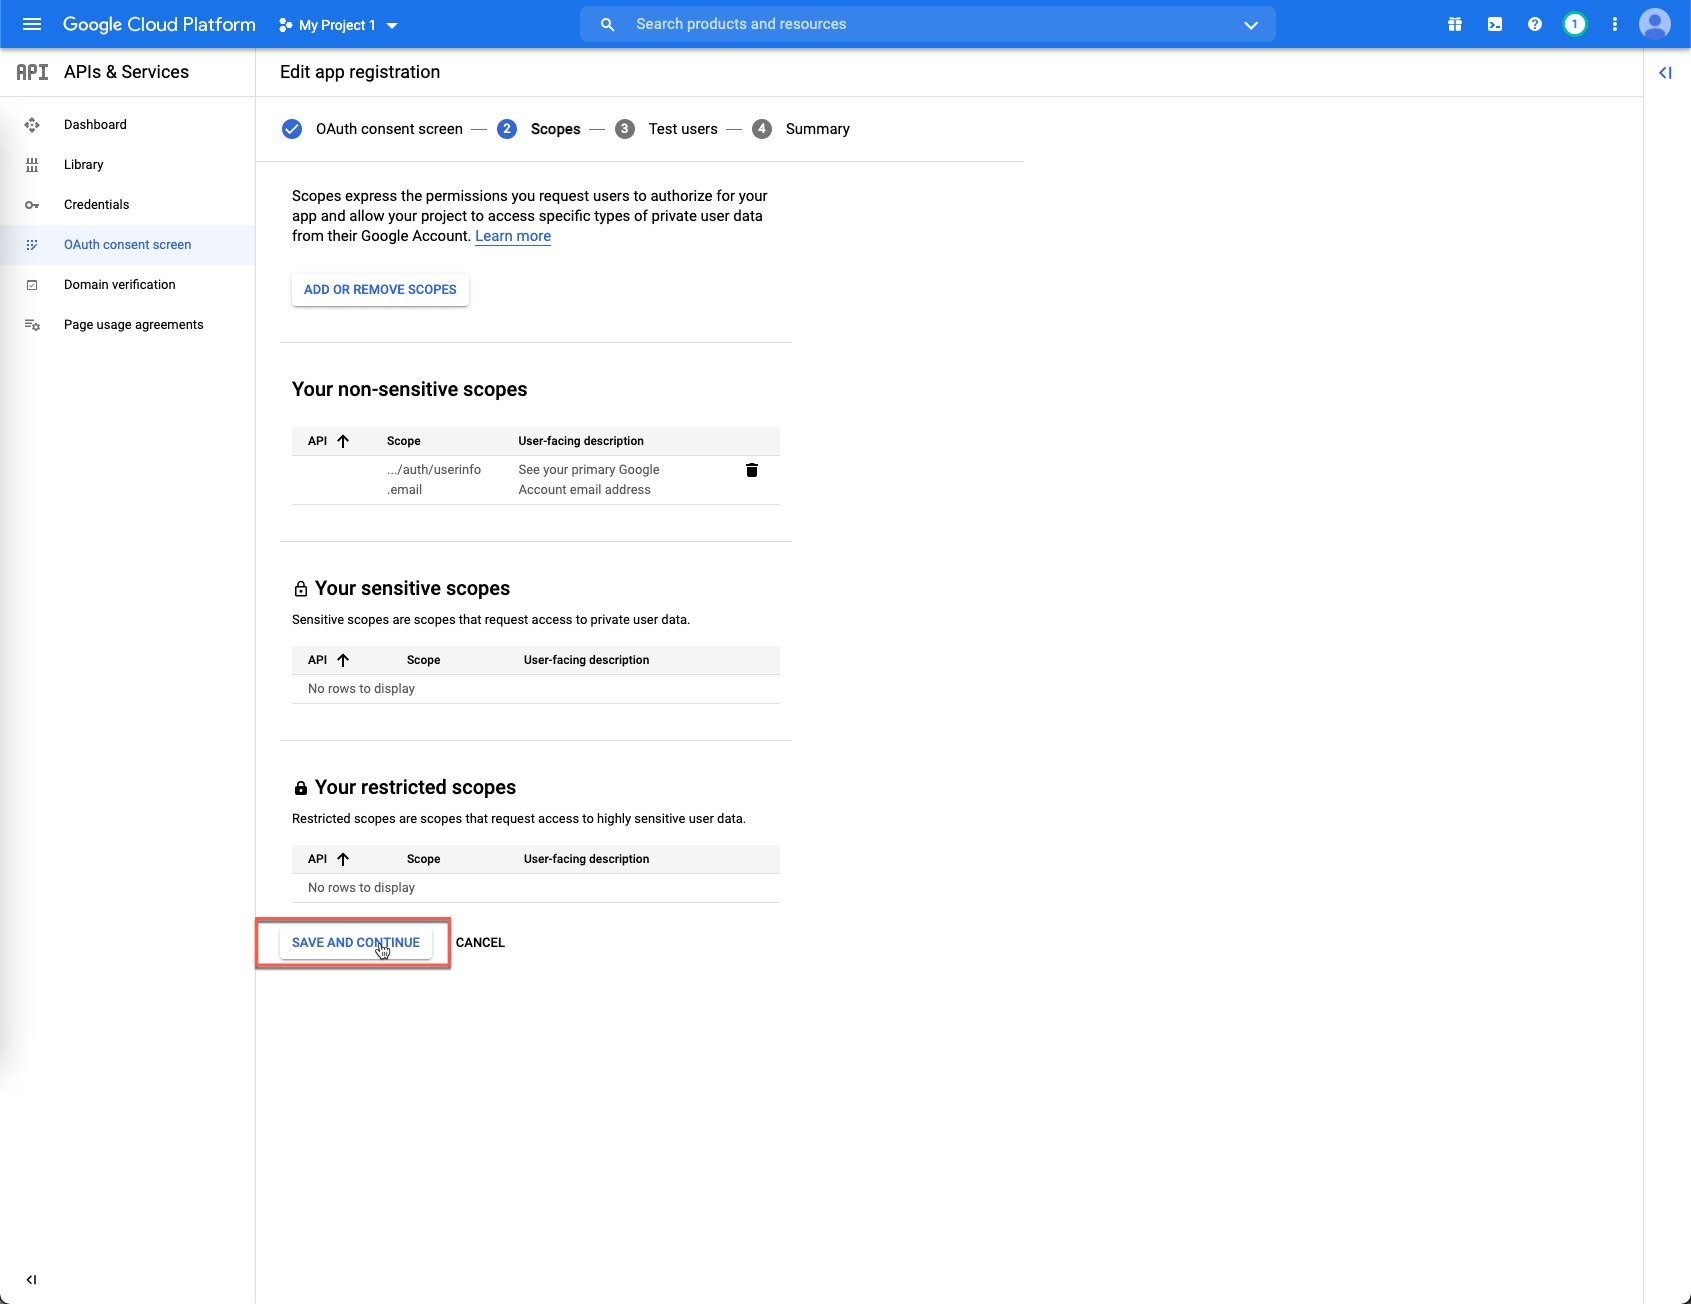 Google Cloud Platform
My Project 1
Search products and resources
1
API APIs & Services
Edit app registration
Dashboard
Library
Credentials
OAuth consent screen
Domain verification
Page usage agreements
OAuth consent screen — 2 Scopes — 3 Test users — 4 Summary
Scopes express the permissions you request users to authorize for your
app and allow your project to access specific types of private user data
from their Google Account. Learn more
ADD OR REMOVE SCOPES
Your non-sensitive scopes
API Scope User-facing description
.../auth/userinfo See your primary Google
.email Account email address
Your sensitive scopes
Sensitive scopes are scopes that request access to private user data.
API Scope User-facing description
No rows to display
Your restricted scopes
Restricted scopes are scopes that request access to highly sensitive user data.
API Scope User-facing description
No rows to display
SAVE AND CONTINUE CANCEL